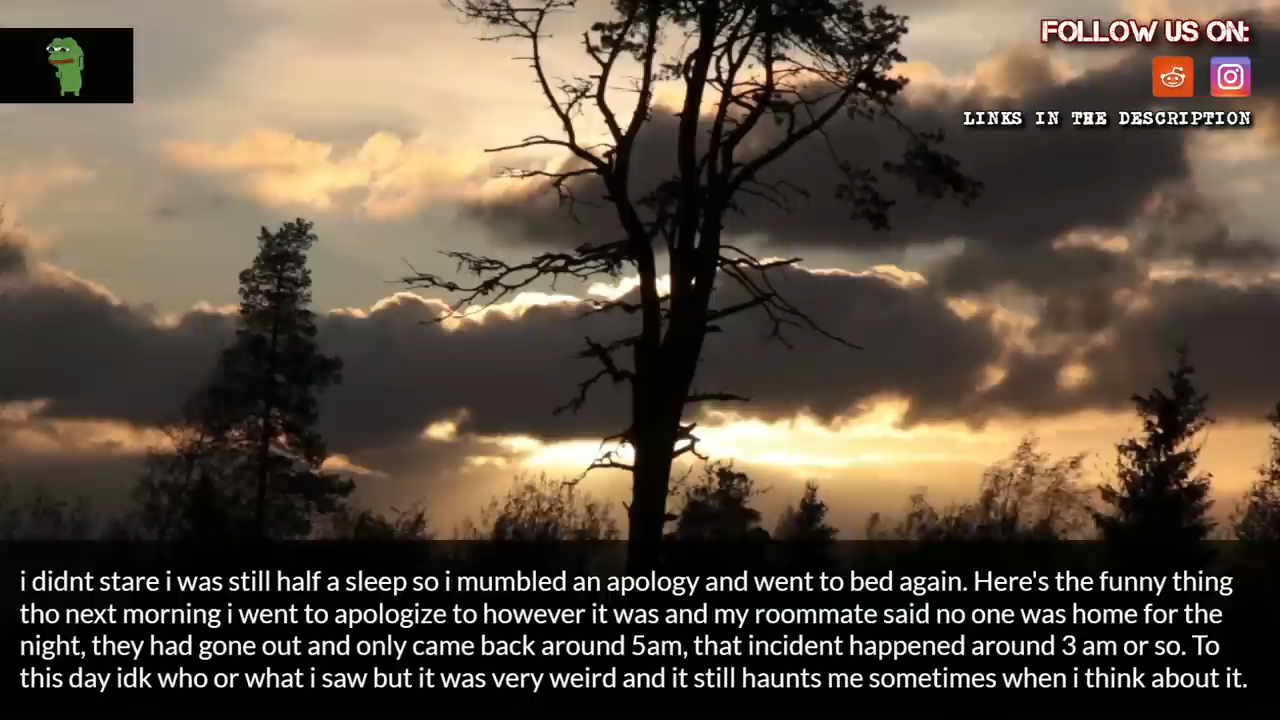 FOLLOW US ON:
LINKS IN THE DESCRIPTION
i didnt stare i was still half a sleep so i mumbled an apology and went to bed again. Here's the funny thing
tho next morning i went to apologize to however it was and my roommate said no one was home for the
night, they had gone out and only came back around 5am, that incident happened around 3 am or so. To
this day idk who or what i saw but it was very weird and it still haunts me sometimes when i think about it.